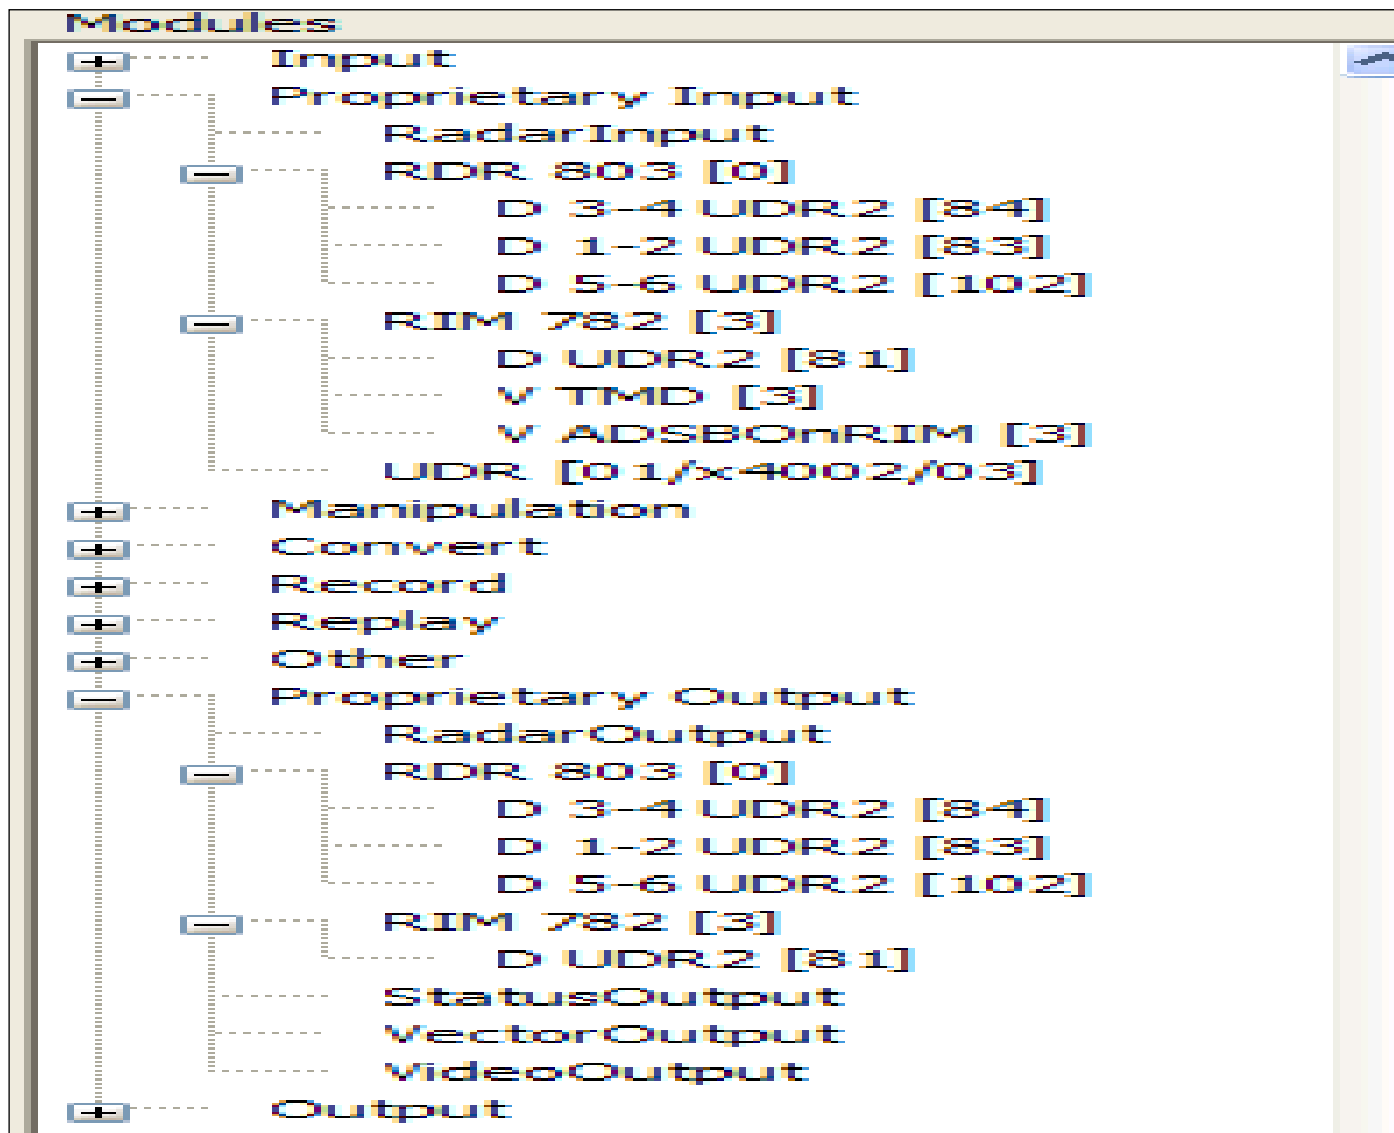 Modules
Input
Proprietary Input
RadarInput
RDR 803 [0]
D 3-4 UDR2 [84]
D 1-2 UDR2 [83]
D 5-6 UDR2 [102]
RIM 782 [3]
D UDR2 [81]
V TMD [3]
V ADSBOnRIM [3]
UDR [01/x4002/03]
Manipulation
Convert
Record
Replay
Other
Proprietary Output
RadarOutput
RDR 803 [0]
D 3-4 UDR2 [84]
D 1-2 UDR2 [83]
D 5-6 UDR2 [102]
RIM 782 [3]
D UDR2 [81]
StatusOutput
VectorOutput
VideoOutput
Output